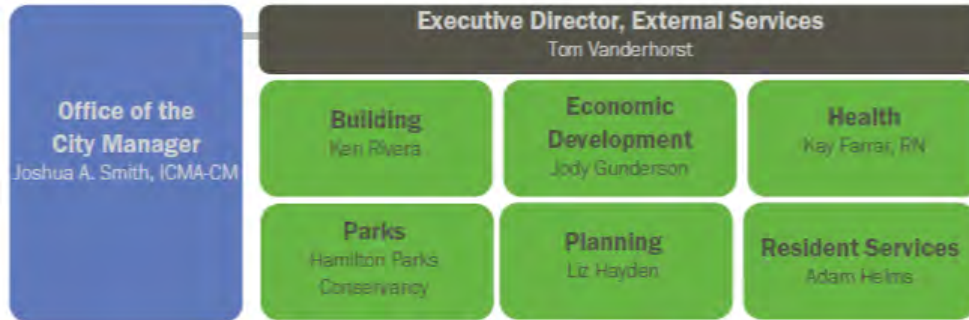 Executive Director, External Services
Tom Vanderhorst
Office of the
City Manager
Joshua A. Smith, ICMA-CM
Building
Ken Rivera
Economic
Development
Jody Gunderson
Health
Kay Farrar, RN
Parks
Hamilton Parks
Conservancy
Planning
Liz Hayden
Resident Services
Adam Helms